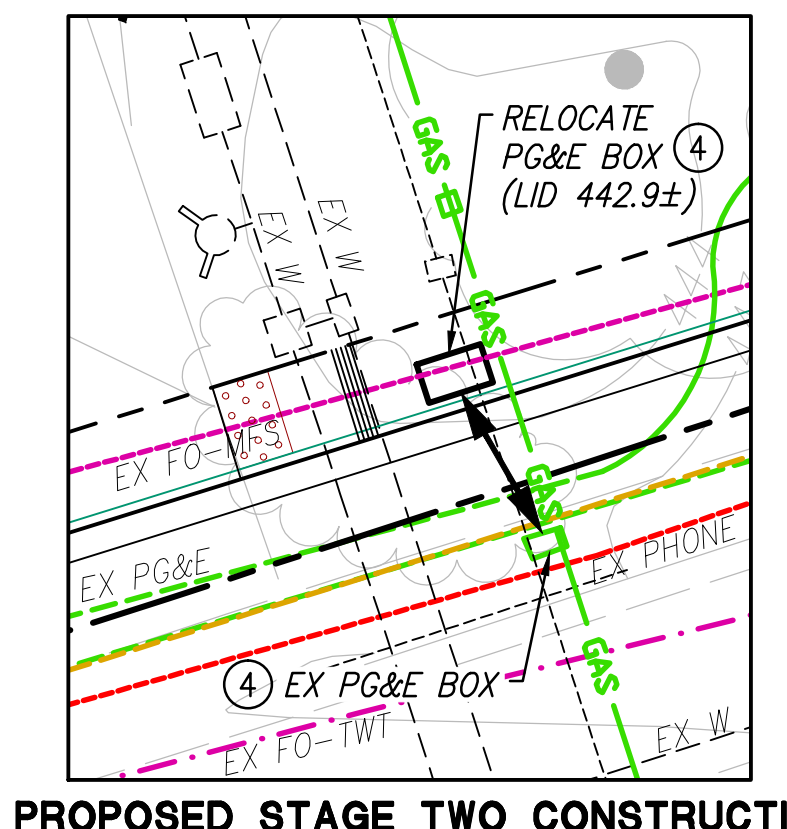 GAS
RELOCATE
PG&E BOX 4
(LID 442.9±)
EX W
EX W
GAS
EX FO-MFS
GAS
EX PG&E
EX PHONE
GAS
4 EX PG&E BOX
EX FO-TWT
EX W
PROPOSED STAGE TWO CONSTRUCTI